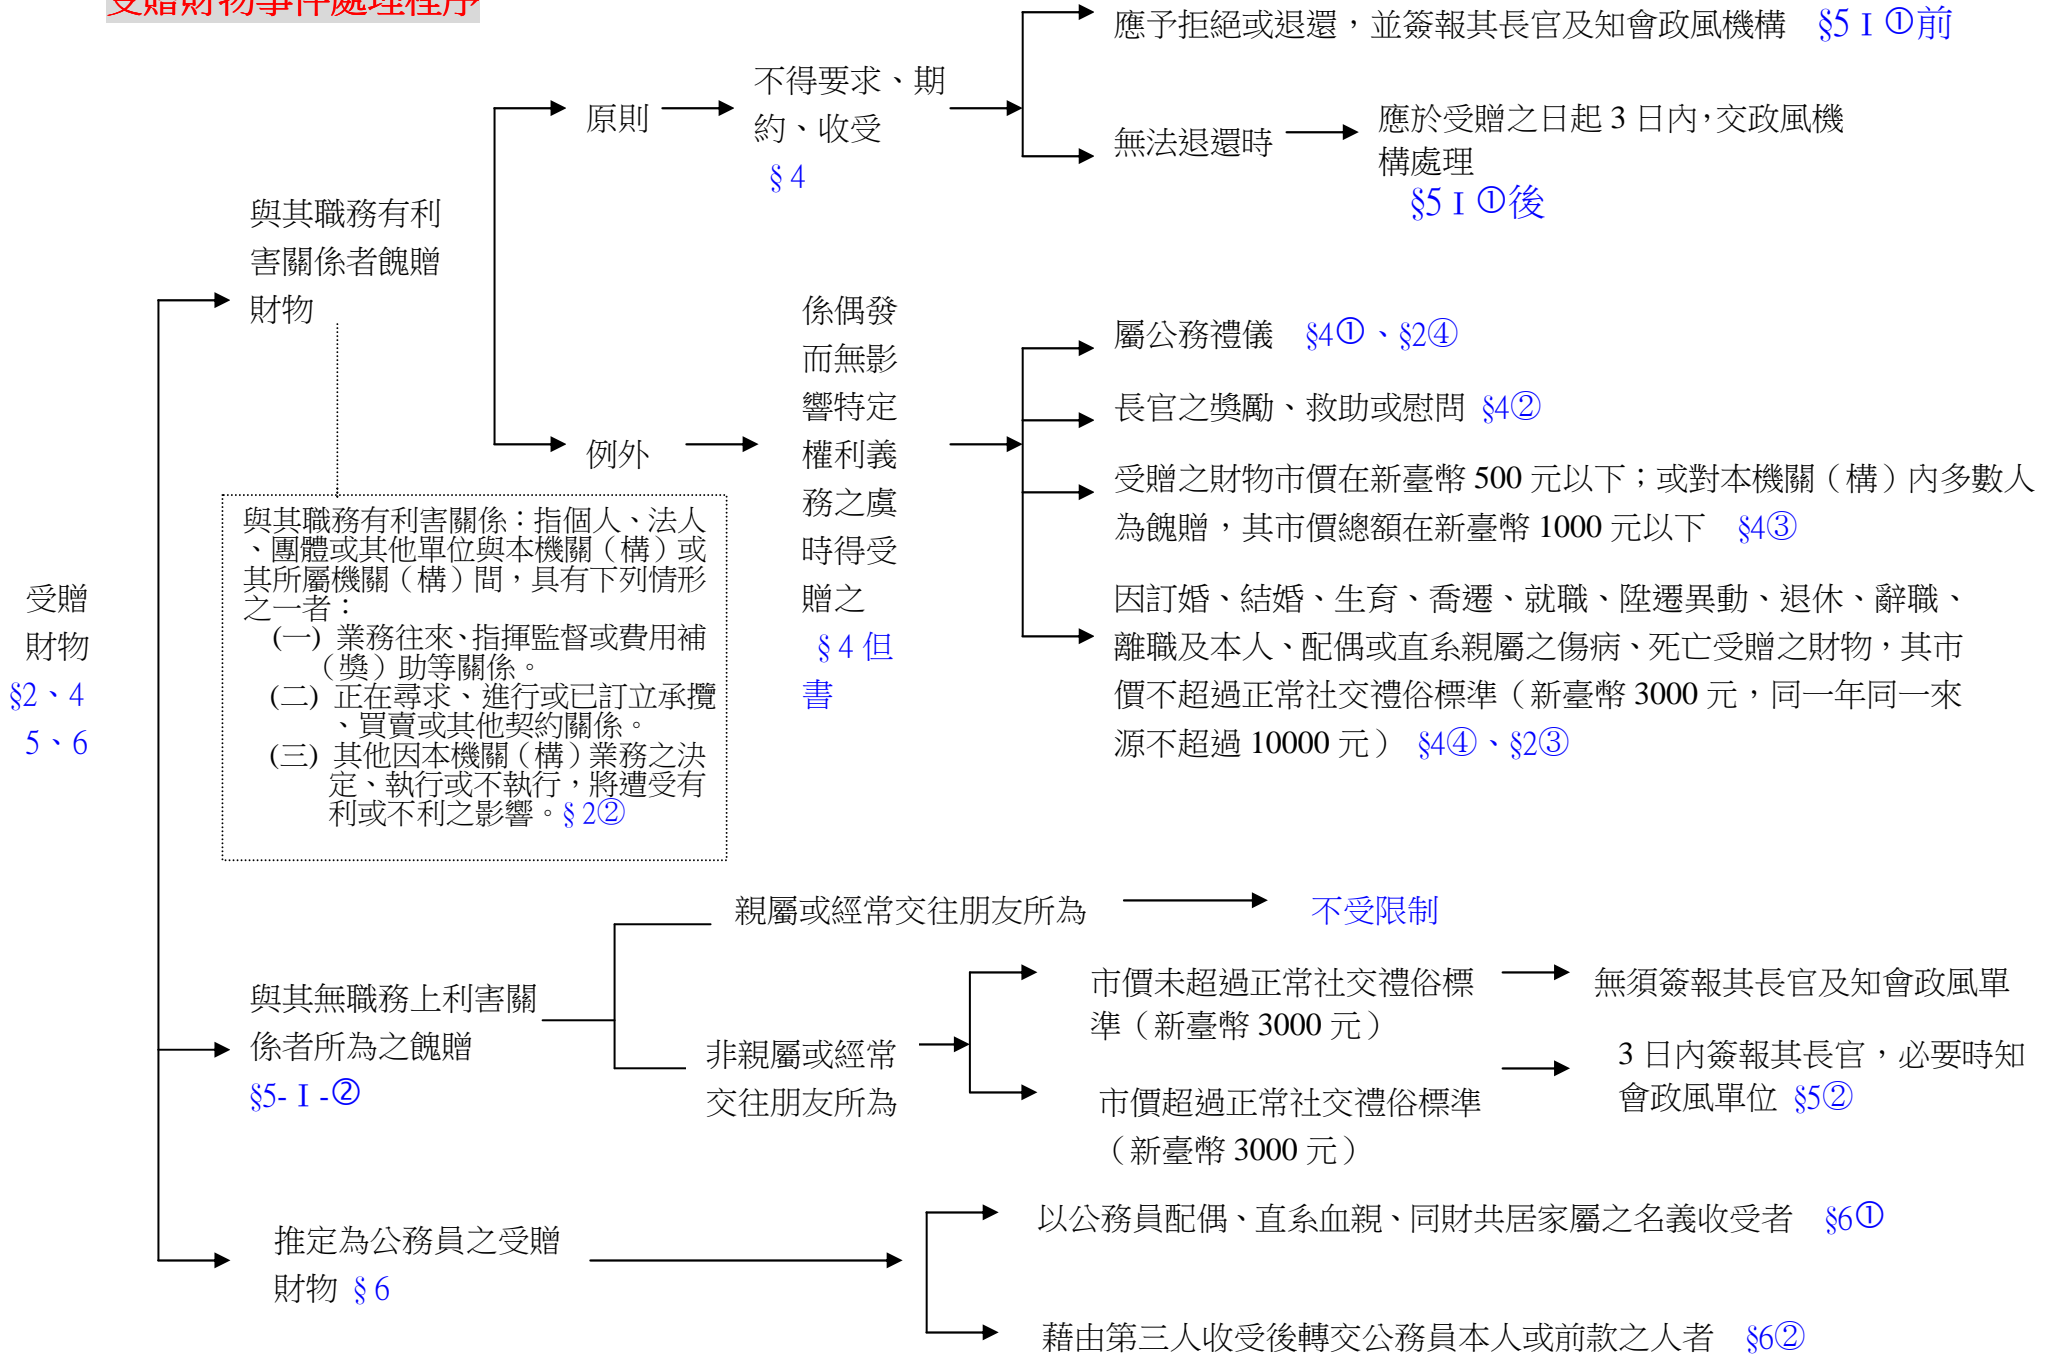 受贈財物事件處理程序
應予拒絕或退還，並簽報其長官及知會政風機構 §5Ⅰ①前
不得要求、期
約、收受
§4
原則
無法退還時
應於受贈之日起 3 日內，交政風機
構處理
§5Ⅰ①後
與其職務有利
害關係者餽贈
財物
係偶發
而無影
響特定
權利義
務之虞
時得受
贈之
§4 但
書
例外
屬公務禮儀 §4①、§2④
長官之獎勵、救助或慰問 §4②
受贈之財物市價在新臺幣 500 元以下；或對本機關（構）內多數人
為餽贈，其市價總額在新臺幣 1000 元以下 §4③
因訂婚、結婚、生育、喬遷、就職、陞遷異動、退休、辭職、
離職及本人、配偶或直系親屬之傷病、死亡受贈之財物，其市
價不超過正常社交禮俗標準（新臺幣 3000 元，同一年同一來
源不超過 10000 元） §4④、§2③
與其職務有利害關係：指個人、法人
、團體或其他單位與本機關（構）或
其所屬機關（構）間，具有下列情形
之一者：
(一) 業務往來、指揮監督或費用補
（獎）助等關係。
(二) 正在尋求、進行或已訂立承攬
、買賣或其他契約關係。
(三) 其他因本機關（構）業務之決
定、執行或不執行，將遭受有
利或不利之影響。§2②
受贈
財物
§2、4
5、6
親屬或經常交往朋友所為
不受限制
與其無職務上利害關
係者所為之餽贈
§5-Ⅰ-②
非親屬或經常
交往朋友所為
市價未超過正常社交禮俗標
準（新臺幣 3000 元）
無須簽報其長官及知會政風單
市價超過正常社交禮俗標準
（新臺幣 3000 元）
3 日內簽報其長官，必要時知
會政風單位 §5②
推定為公務員之受贈
財物 §6
以公務員配偶、直系血親、同財共居家屬之名義收受者 §6①
藉由第三人收受後轉交公務員本人或前款之人者 §6②